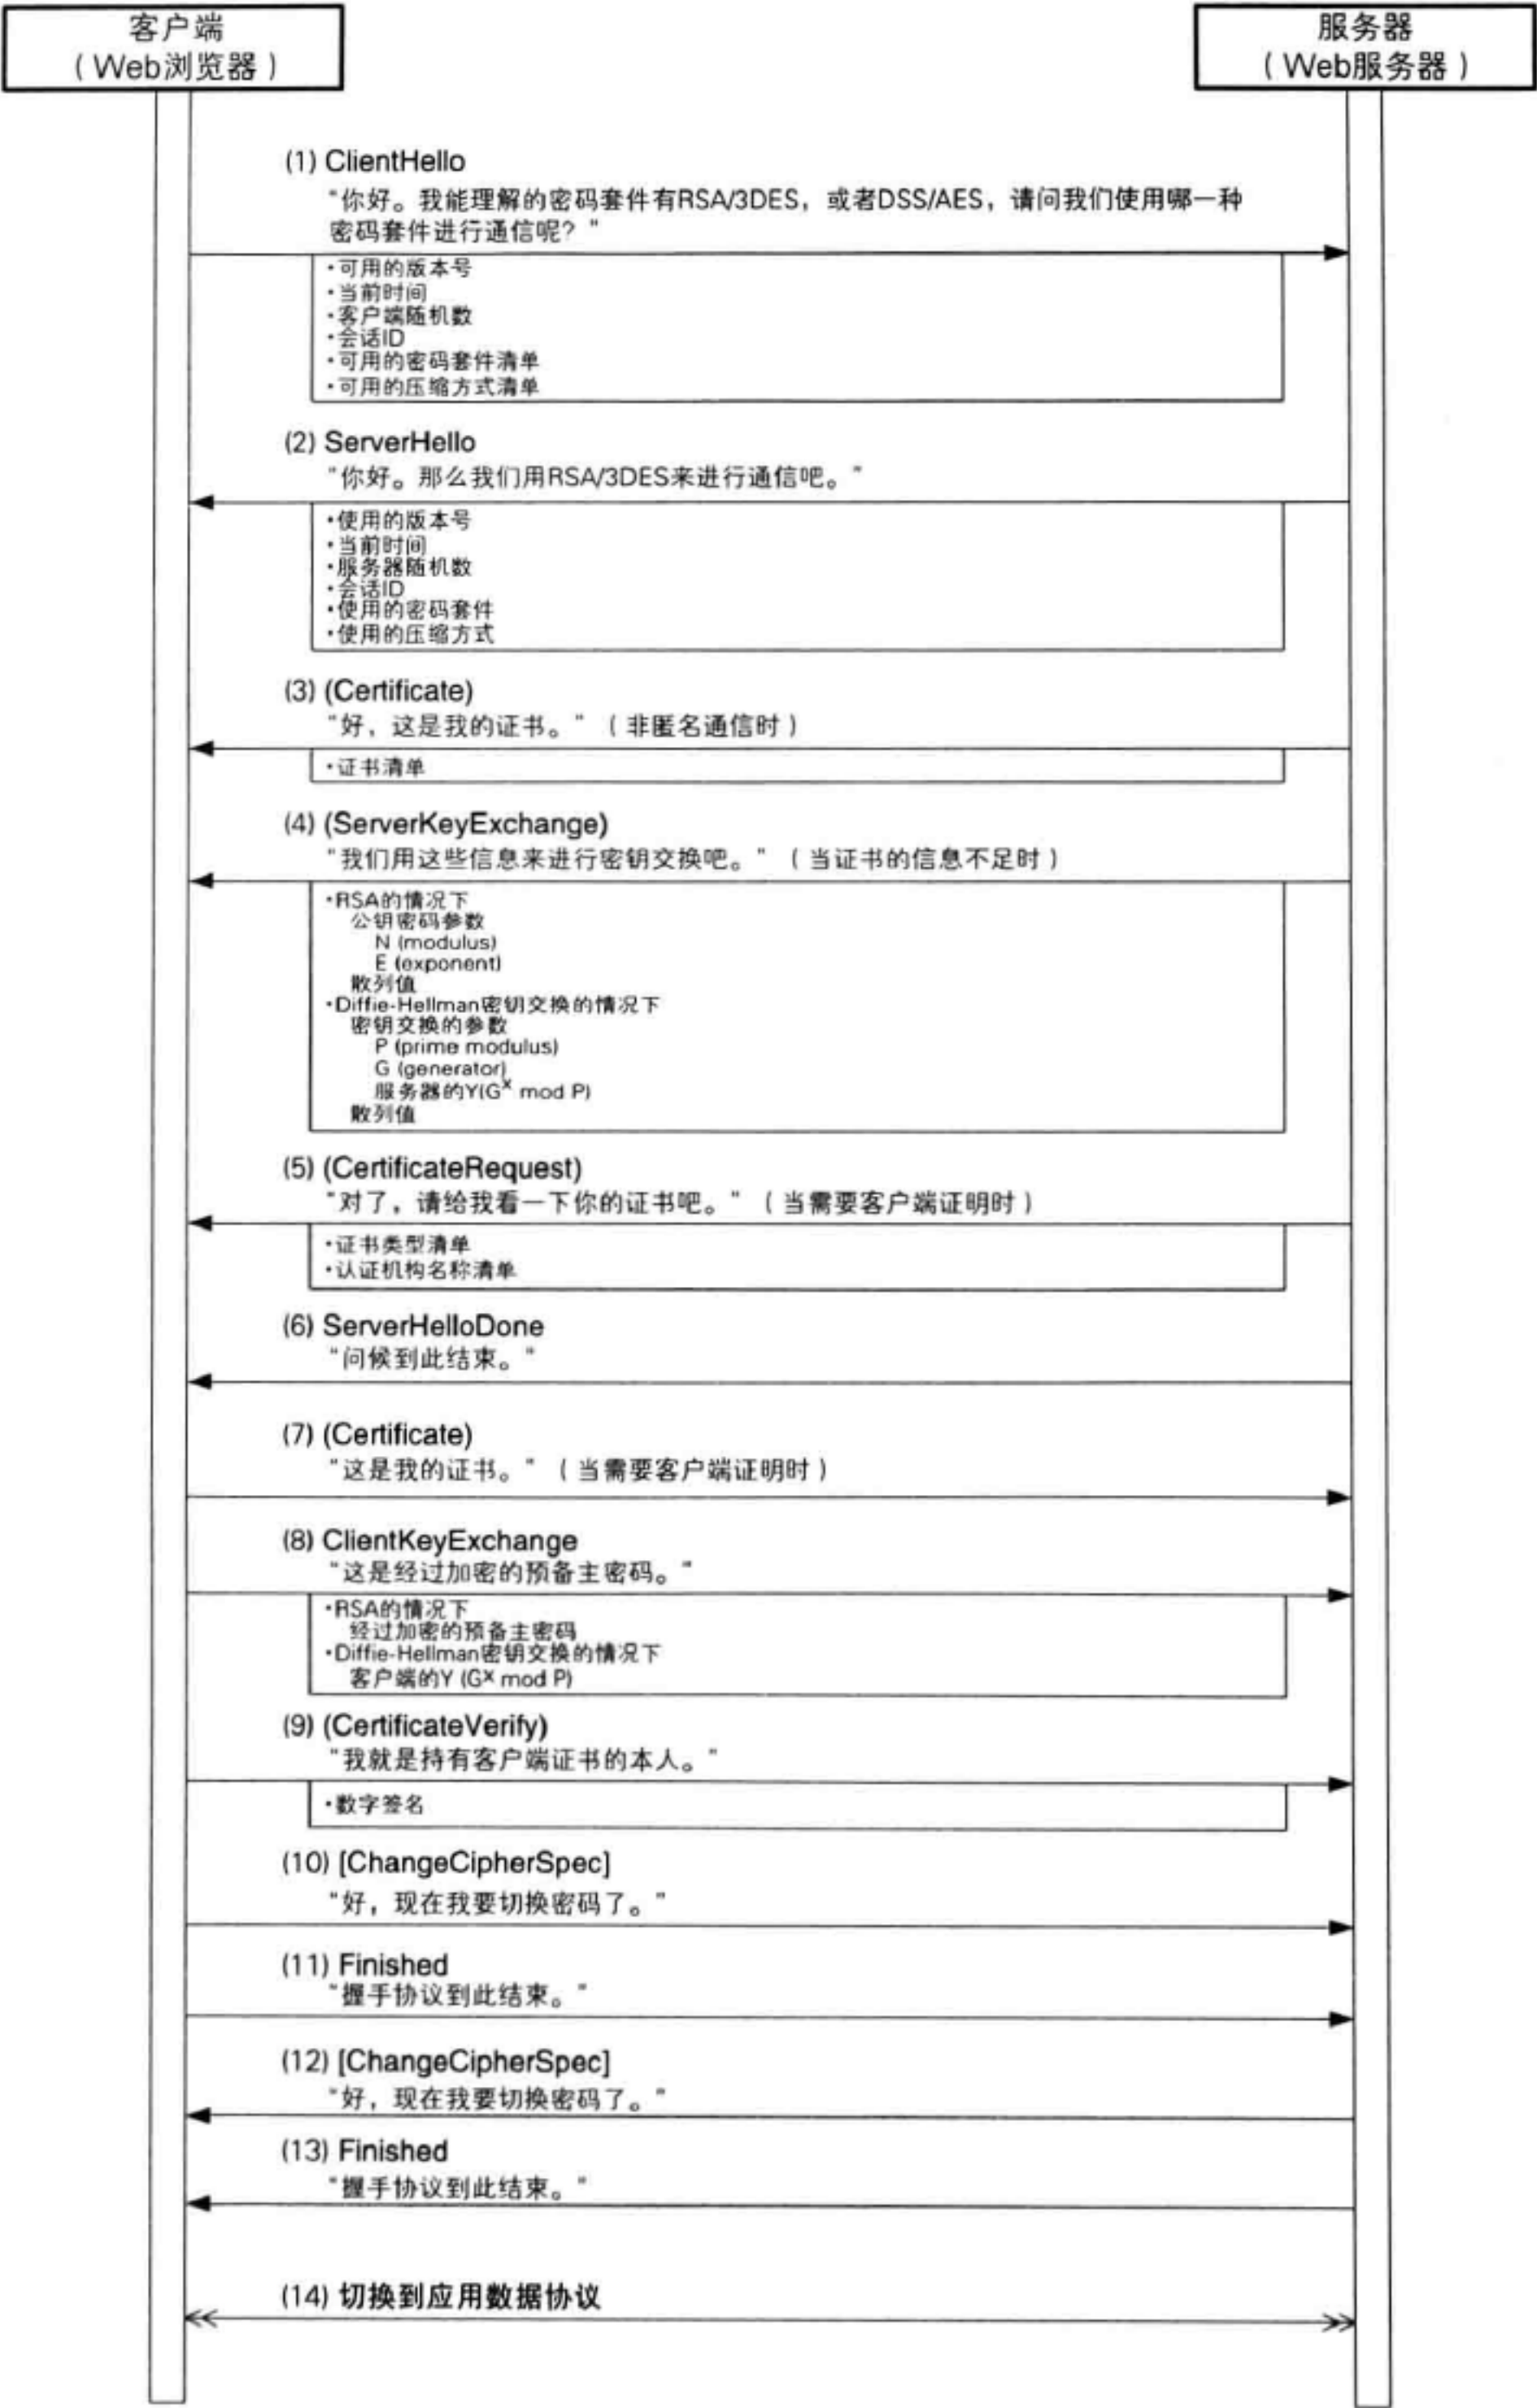 客户端
（Web浏览器）
服务器
（Web服务器）
(1) ClientHello
“你好。我能理解的密码套件有RSA/3DES，或者DSS/AES，请问我们使用哪一种
密码套件进行通信呢？”
·可用的版本号
·当前时间
·客户端随机数
·会话ID
·可用的密码套件清单
·可用的压缩方式清单
(2) ServerHello
“你好。那么我们用RSA/3DES来进行通信吧。”
·使用的版本号
·当前时间
·服务器随机数
·会话ID
·使用的密码套件
·使用的压缩方式
(3) (Certificate)
“好，这是我的证书。”（非匿名通信时）
·证书清单
(4) (ServerKeyExchange)
“我们用这些信息来进行密钥交换吧。”（当证书的信息不足时）
·RSA的情况下
公钥密码参数
N (modulus)
E (exponent)
散列值
·Diffie-Hellman密钥交换的情况下
密钥交换的参数
P (prime modulus)
G (generator)
服务器的Y(G^x mod P)
散列值
(5) (CertificateRequest)
“对了，请给我看一下你的证书吧。”（当需要客户端证明时）
·证书类型清单
·认证机构名称清单
(6) ServerHelloDone
“问候到此结束。”
(7) (Certificate)
“这是我的证书。”（当需要客户端证明时）
(8) ClientKeyExchange
“这是经过加密的预备主密码。”
·RSA的情况下
经过加密的预备主密码
·Diffie-Hellman密钥交换的情况下
客户端的Y (G^x mod P)
(9) (CertificateVerify)
“我就是持有客户端证书的本人。”
·数字签名
(10) [ChangeCipherSpec]
“好，现在我要切换密码了。”
(11) Finished
“握手协议到此结束。”
(12) [ChangeCipherSpec]
“好，现在我要切换密码了。”
(13) Finished
“握手协议到此结束。”
(14) 切换到应用数据协议